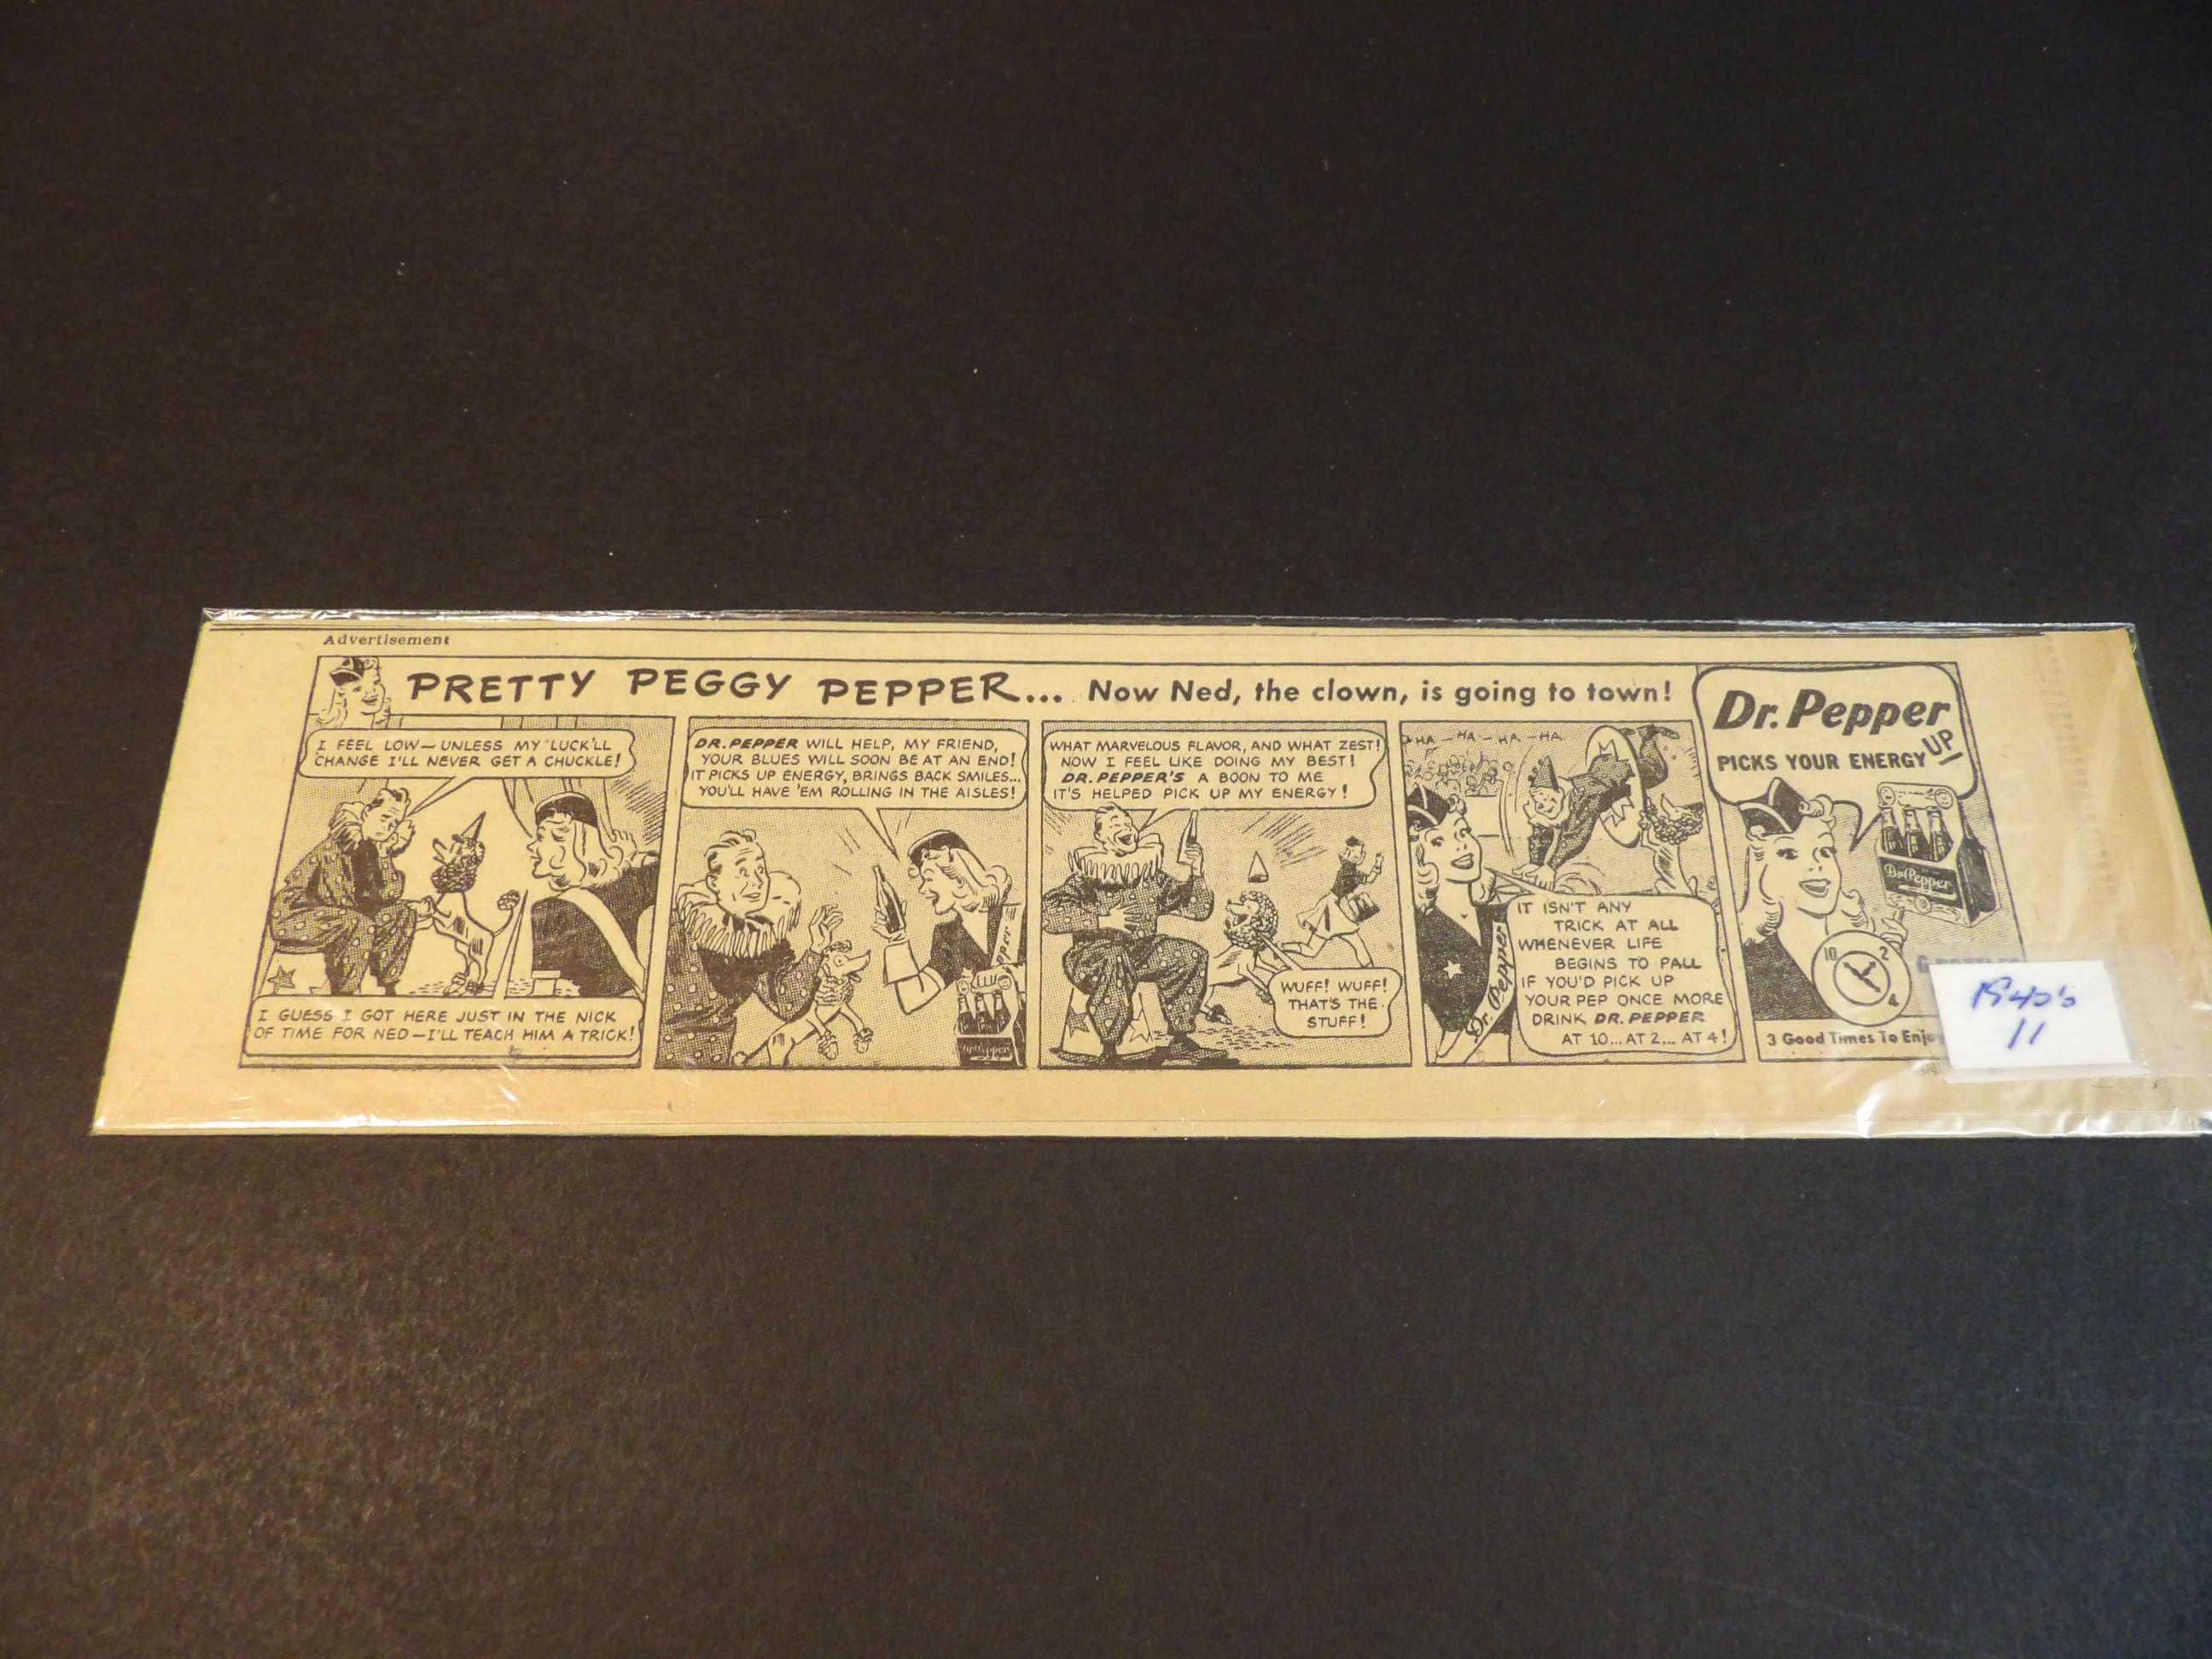 Advertisement
PRETTY PEGGY PEPPER... Now Ned, the clown, is going to town!
I FEEL LOW—UNLESS MY LUCK'LL
CHANGE I'LL NEVER GET A CHUCKLE!
I GUESS I GOT HERE JUST IN THE NICK
OF TIME FOR NED—I'LL TEACH HIM A TRICK!
DR. PEPPER WILL HELP, MY FRIEND,
YOUR BLUES WILL SOON BE AT AN END!
IT PICKS UP ENERGY, BRINGS BACK SMILES...
YOU'LL HAVE 'EM ROLLING IN THE AISLES!
epper
Dr. Pepper
WHAT MARVELOUS FLAVOR, AND WHAT ZEST!
NOW I FEEL LIKE DOING MY BEST!
DR. PEPPER'S A BOON TO ME
IT'S HELPED PICK UP MY ENERGY!
WUFF! WUFF!
THAT'S THE
STUFF!
HA—HA—HA—HA
Dr. Pepper
IT ISN'T ANY
TRICK AT ALL
WHENEVER LIFE
BEGINS TO PALL
IF YOU'D PICK UP
YOUR PEP ONCE MORE
DRINK DR. PEPPER
AT 10...AT 2... AT 4!
Dr. Pepper
PICKS YOUR ENERGY UP
Dr. Pepper
10 2
4
6 BOTTLES
3 Good Times To Enjoy
1940's
11